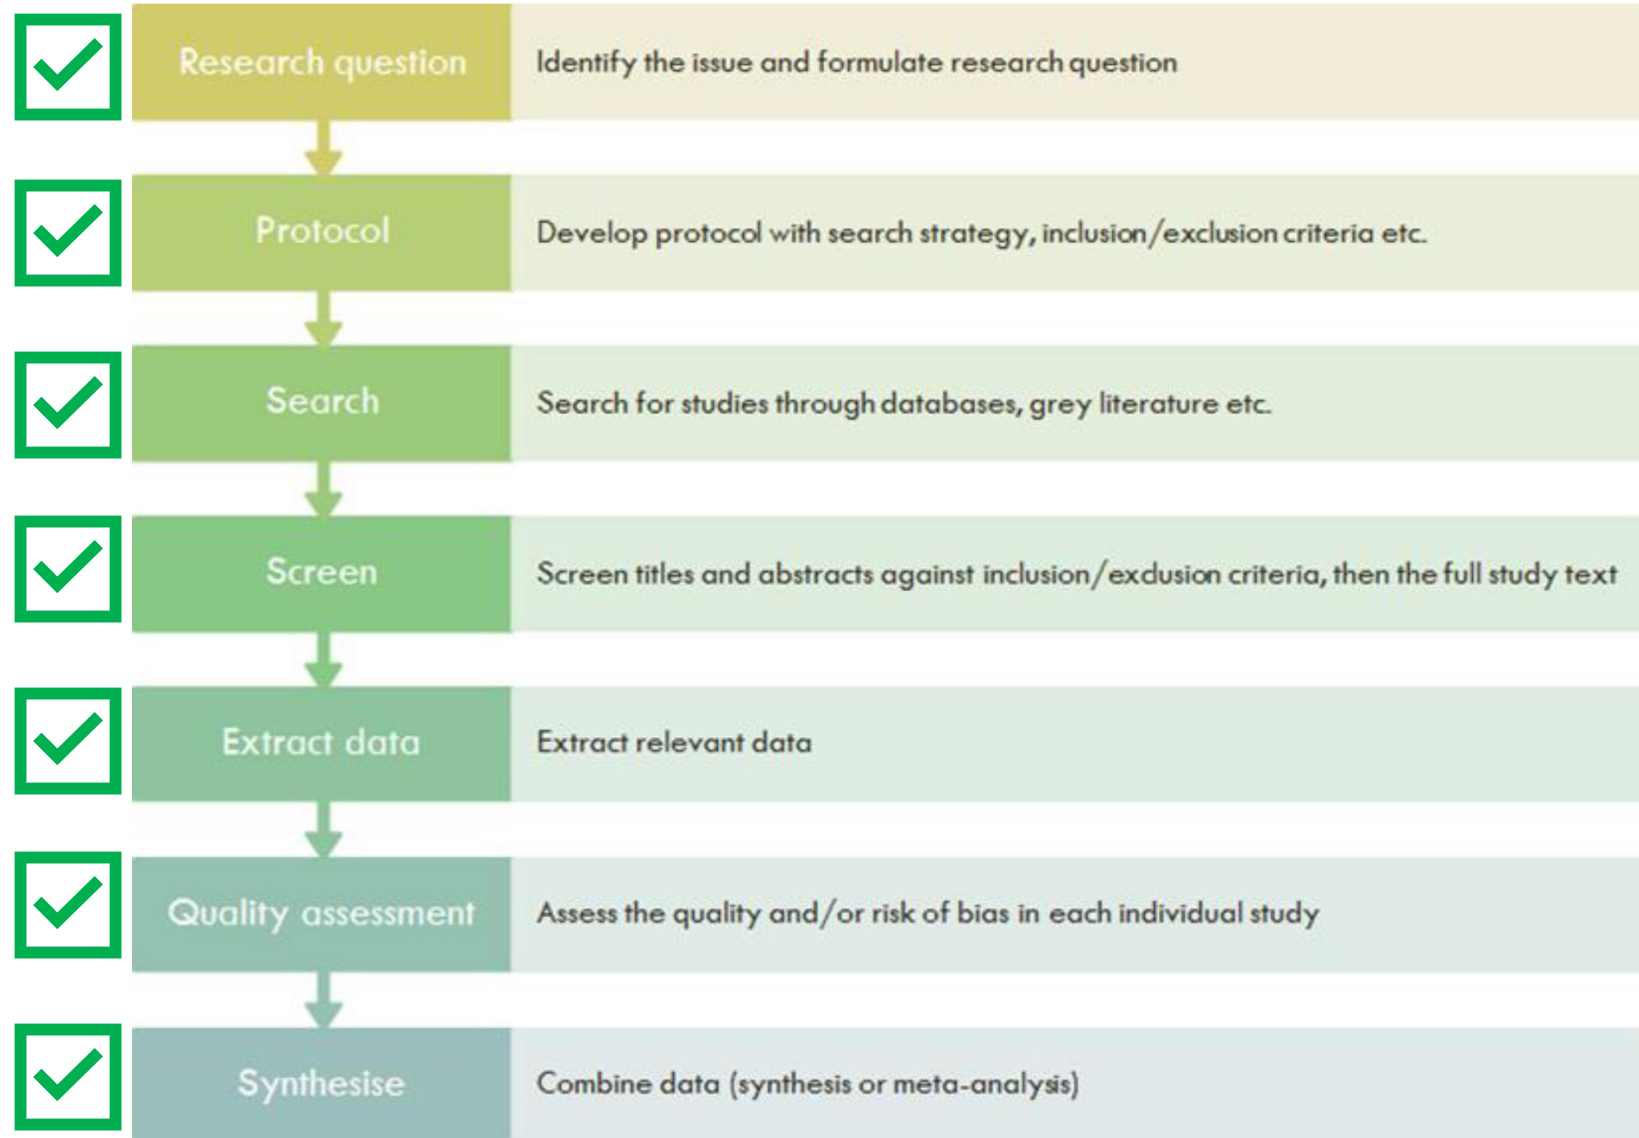 Research question
Identify the issue and formulate research question
Protocol
Develop protocol with search strategy, inclusion/exclusion criteria etc.
Search
Search for studies through databases, grey literature etc.
Screen
Screen titles and abstracts against inclusion/exclusion criteria, then the full study text
Extract data
Extract relevant data
Quality assessment
Assess the quality and/or risk of bias in each individual study
Synthesise
Combine data (synthesis or meta-analysis)